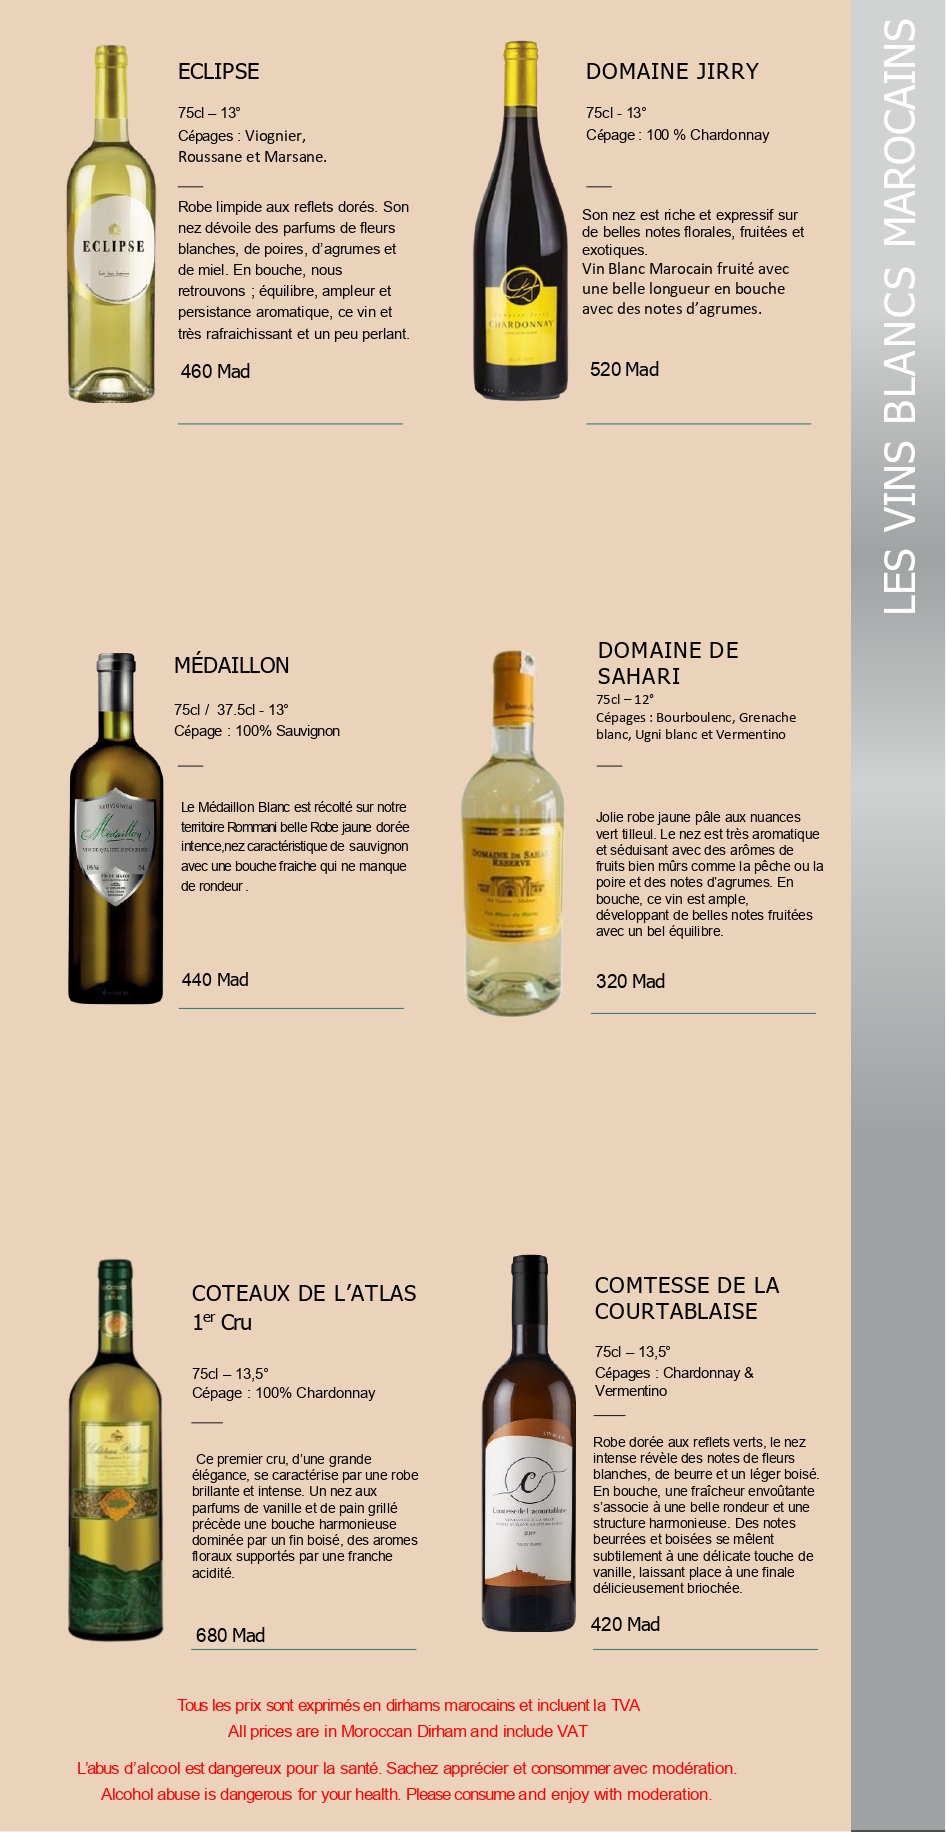 LES VINS BLANCS MAROCAINS
ECLIPSE
75cl – 13°
Cépages : Viognier,
Roussane et Marsane.
Robe limpide aux reflets dorés. Son
nez dévoile des parfums de fleurs
blanches, de poires, d’agrumes et
de miel. En bouche, nous
retrouvons ; équilibre, ampleur et
persistance aromatique, ce vin et
très rafraichissant et un peu perlant.
460 Mad
ECLIPSE
DOMAINE JIRRY
75cl - 13°
Cépage : 100 % Chardonnay
Son nez est riche et expressif sur
de belles notes florales, fruitées et
exotiques.
Vin Blanc Marocain fruité avec
une belle longueur en bouche
avec des notes d’agrumes.
520 Mad
CHARDONNAY
MÉDAILLON
75cl / 37.5cl - 13°
Cépage : 100% Sauvignon
Le Médaillon Blanc est récolté sur notre
territoire Rommani belle Robe jaune dorée
intence,nez caractéristique de sauvignon
avec une bouche fraiche qui ne manque
de rondeur .
440 Mad
SAUVIGNON
Médaillon
DOMAINE DE
SAHARI
75cl – 12°
Cépages : Bourboulenc, Grenache
blanc, Ugni blanc et Vermentino
Jolie robe jaune pâle aux nuances
vert tilleul. Le nez est très aromatique
et séduisant avec des arômes de
fruits bien mûrs comme la pêche ou la
poire et des notes d’agrumes. En
bouche, ce vin est ample,
développant de belles notes fruitées
avec un bel équilibre.
320 Mad
DOMAINE DE SAHARI
RESERVE
COTEAUX DE L’ATLAS
1er Cru
75cl – 13,5°
Cépage : 100% Chardonnay
Ce premier cru, d’une grande
élégance, se caractérise par une robe
brillante et intense. Un nez aux
parfums de vanille et de pain grillé
précède une bouche harmonieuse
dominée par un fin boisé, des aromes
floraux supportés par une franche
acidité.
680 Mad
COMTESSE DE LA
COURTABLAISE
75cl – 13,5°
Cépages : Chardonnay &
Vermentino
Robe dorée aux reflets verts, le nez
intense révèle des notes de fleurs
blanches, de beurre et un léger boisé.
En bouche, une fraîcheur envoûtante
s’associe à une belle rondeur et une
structure harmonieuse. Des notes
beurrées et boisées se mêlent
subtilement à une délicate touche de
vanille, laissant place à une finale
délicieusement briochée.
420 Mad
C
Comtesse de Lacourtablaise
Tous les prix sont exprimés en dirhams marocains et incluent la TVA
All prices are in Moroccan Dirham and include VAT
L’abus d’alcool est dangereux pour la santé. Sachez apprécier et consommer avec modération.
Alcohol abuse is dangerous for your health. Please consume and enjoy with moderation.